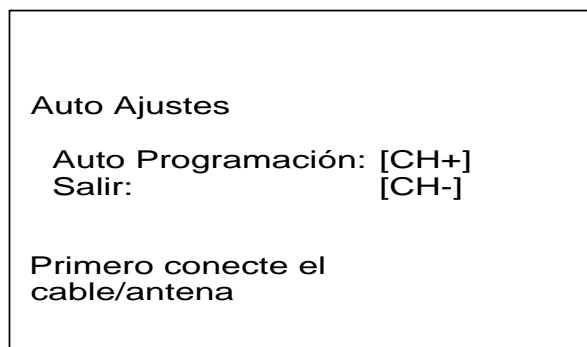 Auto Ajustes
Auto Programación: [CH+]
Salir: [CH-]
Primero conecte el
cable/antena